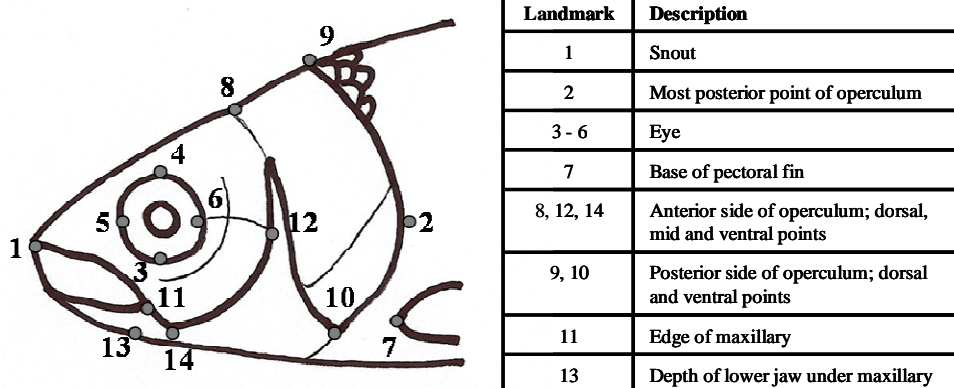 9
8
4
6
5
2
12
1
3
11
10
7
13
14
Landmark Description
1 Snout
2 Most posterior point of operculum
3 - 6 Eye
7 Base of pectoral fin
8, 12, 14 Anterior side of operculum; dorsal,
mid and ventral points
9, 10 Posterior side of operculum; dorsal
and ventral points
11 Edge of maxillary
13 Depth of lower jaw under maxillary